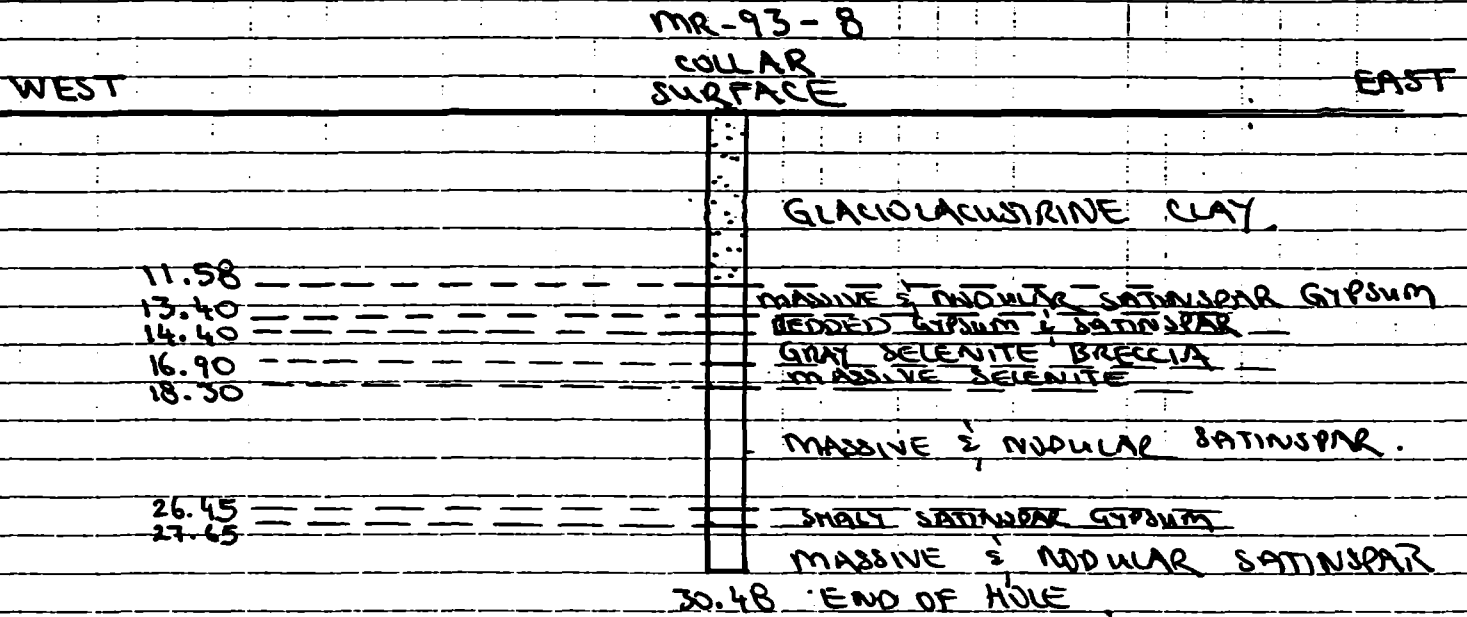 MR-93-8
COLLAR
WEST SURFACE EAST
GLACIOLACUSTRINE CLAY
11.58
MASSIVE & NODULAR SATINSPAR GYPSUM
13.40
BEDDED GYPSUM & SATINSPAR
14.40
GRAY SELENITE BRECCIA
16.90
MASSIVE SELENITE
18.30
MASSIVE & NODULAR SATINSPAR.
26.45
SHALY SATINSPAR GYPSUM
27.65
MASSIVE & NODULAR SATINSPAR
30.48 END OF HOLE